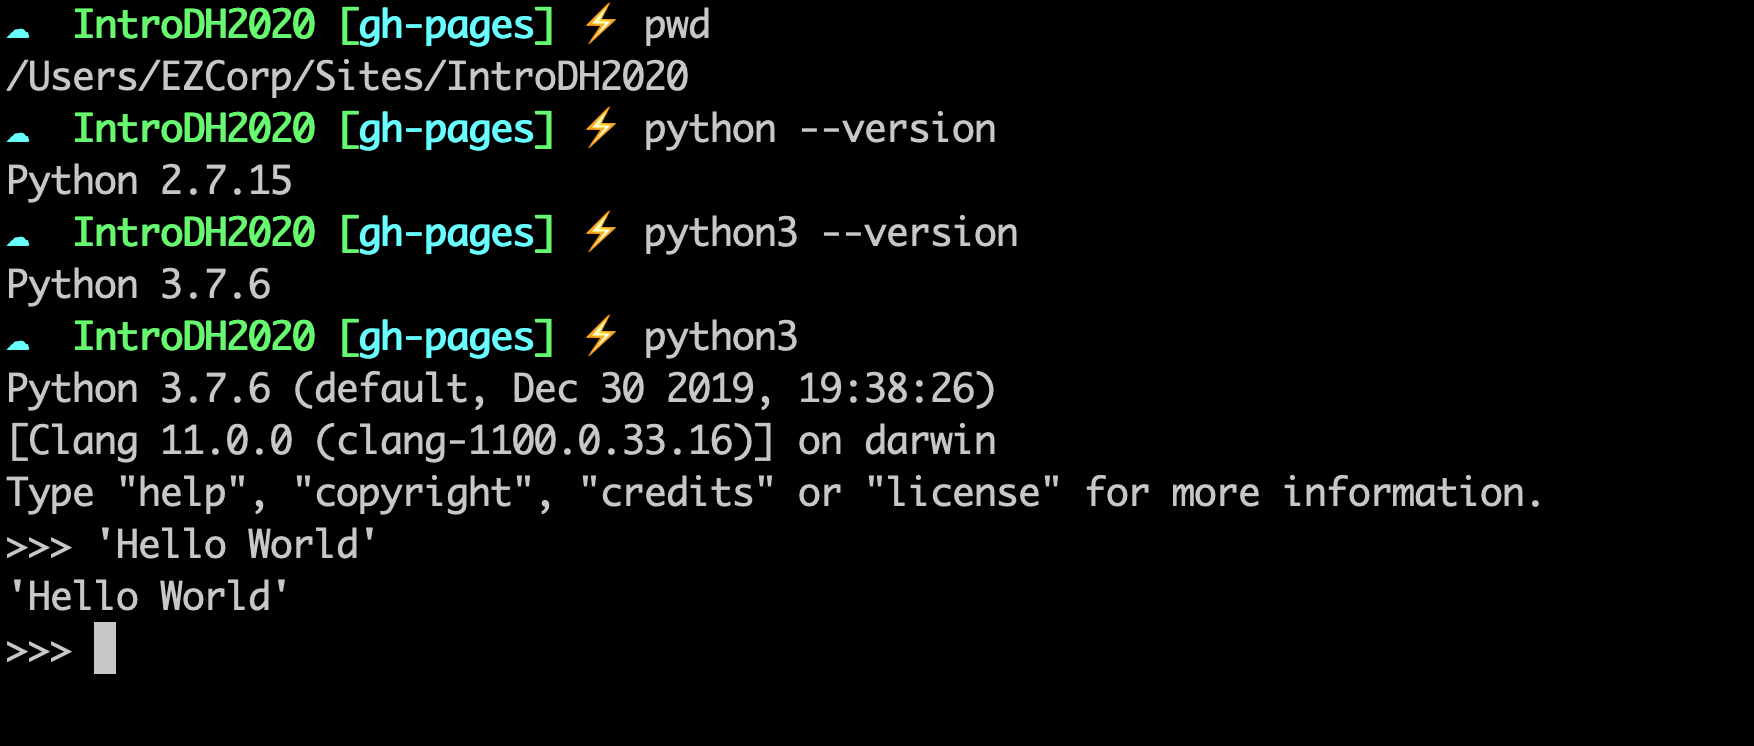 ☁ IntroDH2020 [gh-pages] ⚡ pwd
/Users/EZCorp/Sites/IntroDH2020
☁ IntroDH2020 [gh-pages] ⚡ python --version
Python 2.7.15
☁ IntroDH2020 [gh-pages] ⚡ python3 --version
Python 3.7.6
☁ IntroDH2020 [gh-pages] ⚡ python3
Python 3.7.6 (default, Dec 30 2019, 19:38:26)
[Clang 11.0.0 (clang-1100.0.33.16)] on darwin
Type "help", "copyright", "credits" or "license" for more information.
>>> 'Hello World'
'Hello World'
>>>